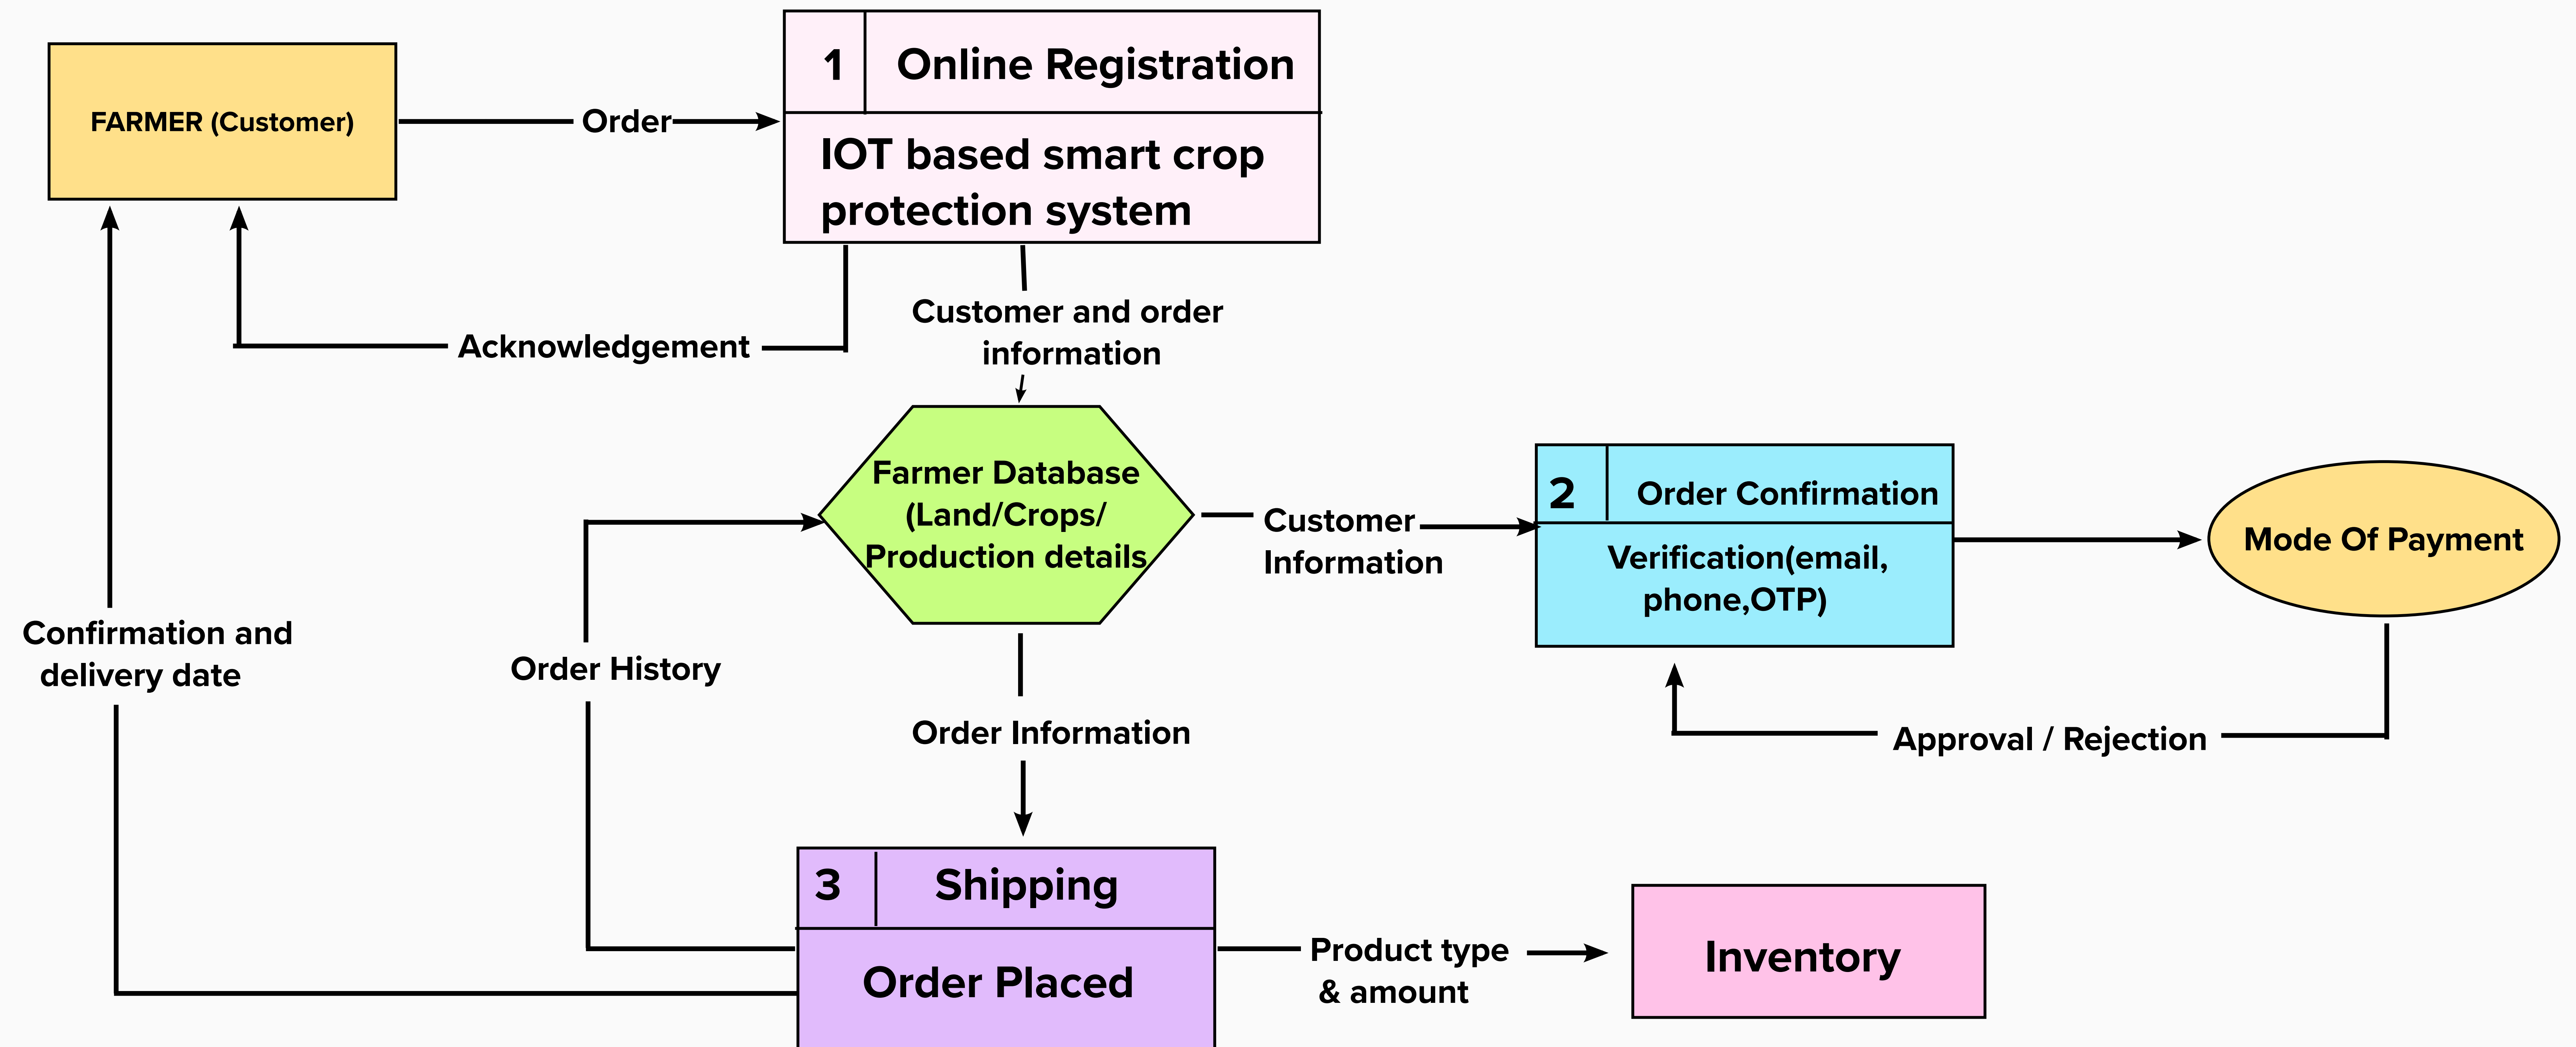 1
Online Registration
FARMER (Customer)
Order
IOT based smart crop
protection system
Customer and order
information
Acknowledgement
Farmer Database
(Land/Crops/
Production details
Customer
Information
2
Order Confirmation
Verification(email,
phone,OTP)
Mode Of Payment
Confirmation and
delivery date
Order History
Order Information
Approval / Rejection
3
Shipping
Order Placed
Product type
& amount
Inventory